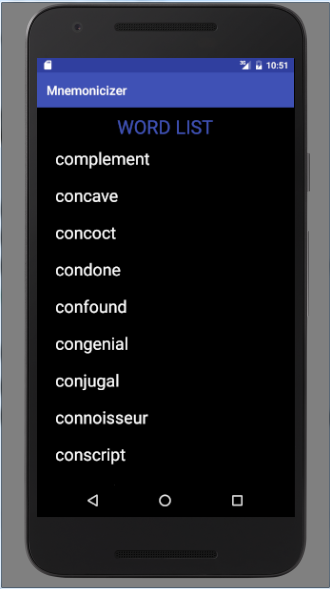 10:51
Mnemonicizer
WORD LIST
complement
concave
concoct
condone
confound
congenial
conjugal
connoisseur
conscript